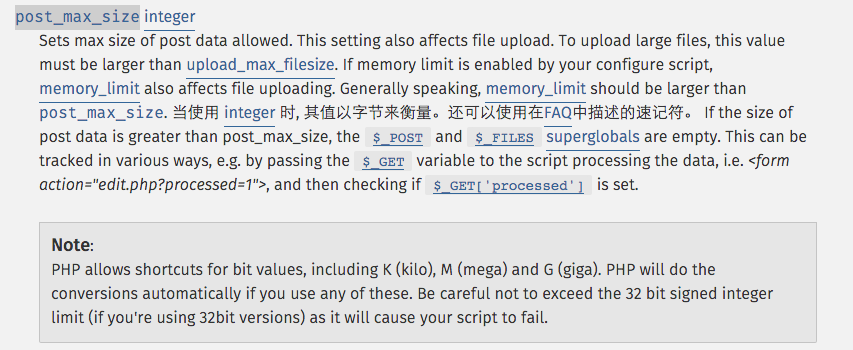 post_max_size integer
Sets max size of post data allowed. This setting also affects file upload. To upload large files, this value
must be larger than upload_max_filesize. If memory limit is enabled by your configure script,
memory_limit also affects file uploading. Generally speaking, memory_limit should be larger than
post_max_size. 当使用 integer 时, 其值以字节来衡量。还可以使用在FAQ中描述的速记符。 If the size of
post data is greater than post_max_size, the $_POST and $_FILES superglobals are empty. This can be
tracked in various ways, e.g. by passing the $_GET variable to the script processing the data, i.e. <form
action="edit.php?processed=1">, and then checking if $_GET['processed'] is set.
Note:
PHP allows shortcuts for bit values, including K (kilo), M (mega) and G (giga). PHP will do the
conversions automatically if you use any of these. Be careful not to exceed the 32 bit signed integer
limit (if you're using 32bit versions) as it will cause your script to fail.